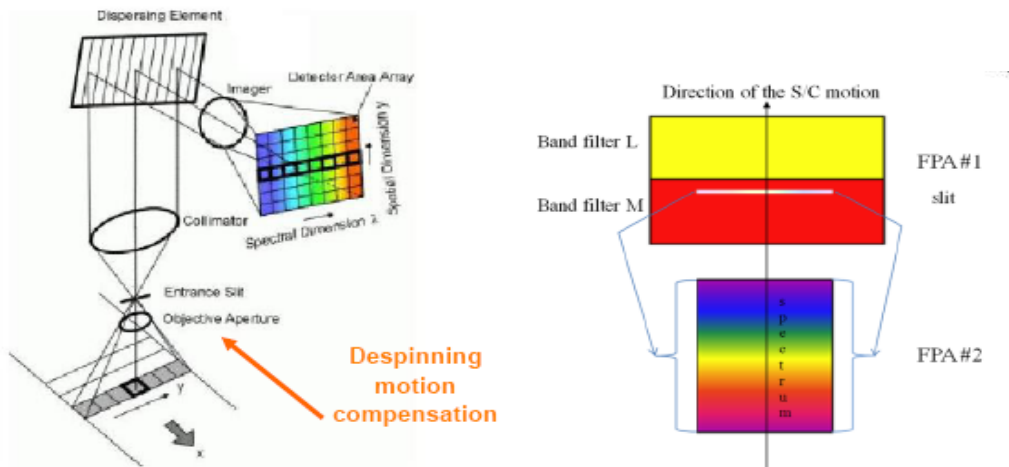 Dispersing Element
Imager
Detector Area Array
Spatial Dimension y
Spectral Dimension λ
Collimator
Entrance Slit
Objective Aperture
y
x
Despinning
motion
compensation
Direction of the S/C motion
Band filter L
Band filter M
FPA#1
slit
spectrum
FPA#2